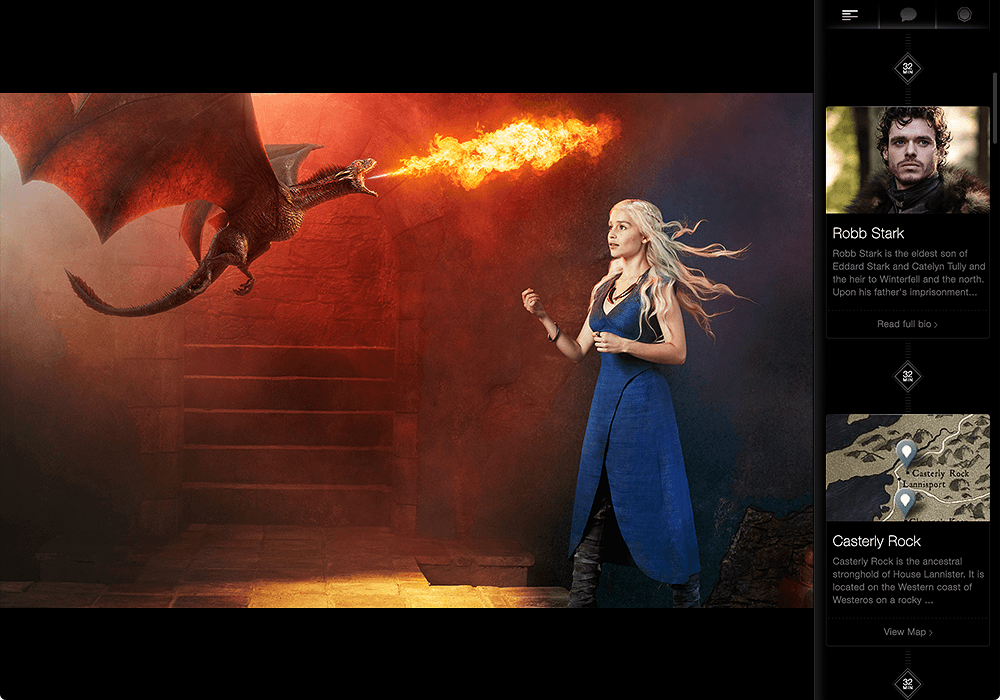 32
MIN
Robb Stark
Robb Stark is the eldest son of
Eddard Stark and Catelyn Tully and
the heir to Winterfell and the north.
Upon his father's imprisonment...
Read full bio ›
32
MIN
Casterly Rock
Lannisport
Casterly Rock
Casterly Rock is the ancestral
stronghold of House Lannister. It is
located on the Western coast of
Westeros on a rocky ...
View Map ›
32
MIN